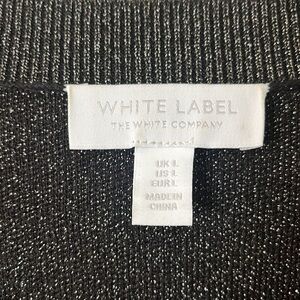 WHITE LABEL
THE WHITE COMPANY
UK L
US L
EUR L
MADE IN
CHINA